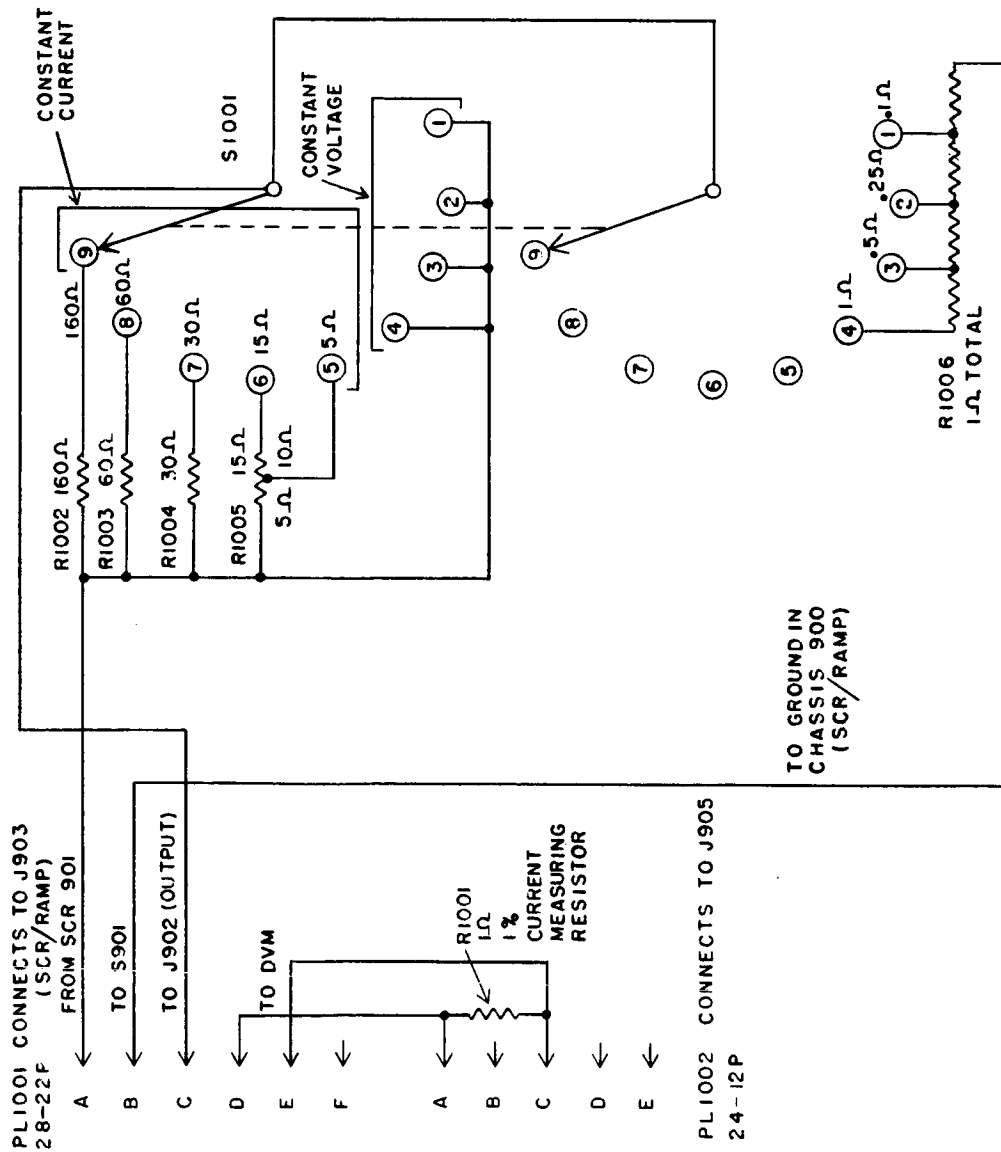 PL1001 CONNECTS TO J903
28-22P (SCR/RAMP)
FROM SCR 901
A
B
TO S901
C
TO J902 (OUTPUT)
D
TO DVM
E
F
A
B
C
D
E
R1001
1Ω
1%
CURRENT
MEASURING
RESISTOR
PL1002 CONNECTS TO J905
24-12P
CONSTANT
CURRENT
S1001
R1002 160Ω
160Ω
9
R1003 60Ω
8 60Ω
R1004 30Ω
7 30Ω
R1005 15Ω
5Ω 10Ω
6 15Ω
5 5Ω
CONSTANT
VOLTAGE
4
3
2
1
9
8
7
6
5
4 1Ω
3 .5Ω
2 .25Ω
1 .1Ω
R1006
1Ω TOTAL
TO GROUND IN
CHASSIS 900
(SCR/RAMP)